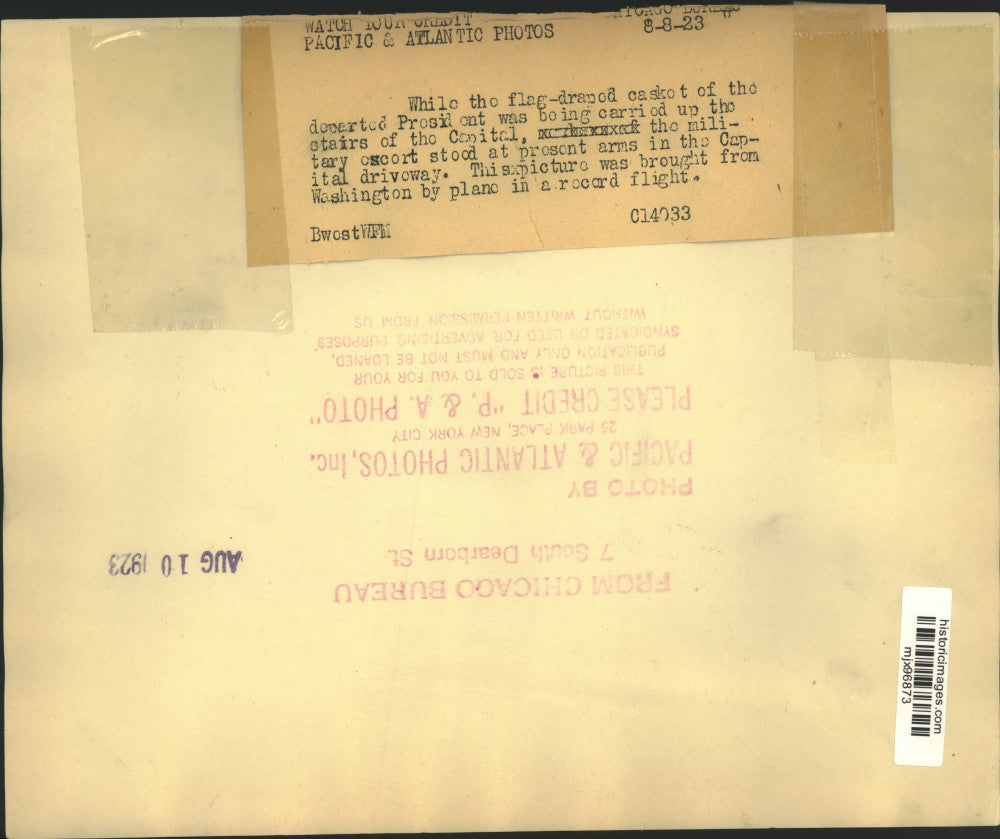 WATCH YOUR CREDIT CHICAGO BUREAU
PACIFIC & ATLANTIC PHOTOS 8-8-23
While the flag-draped casket of the
departed President was being carried up the
stairs of the Capital, the mili-
tary escort stood at present arms in the Cap-
ital driveway. Thisxpicture was brought from
Washington by plane in a record flight.
C14033
BwestWFM
WITHOUT WRITTEN PERMISSION FROM US
SYNDICATED OR USED FOR ADVERTISING PURPOSES
PUBLICATION ONLY AND MUST NOT BE LOANED,
THIS PICTURE IS SOLD TO YOU FOR YOUR
PLEASE CREDIT "P. & A. PHOTO"
25 PARK PLACE, NEW YORK CITY
PACIFIC & ATLANTIC PHOTOS, Inc.
PHOTO BY
7 South Dearborn St.
FROM CHICAGO BUREAU
AUG 10 1923
historicimages.com
mjx96873